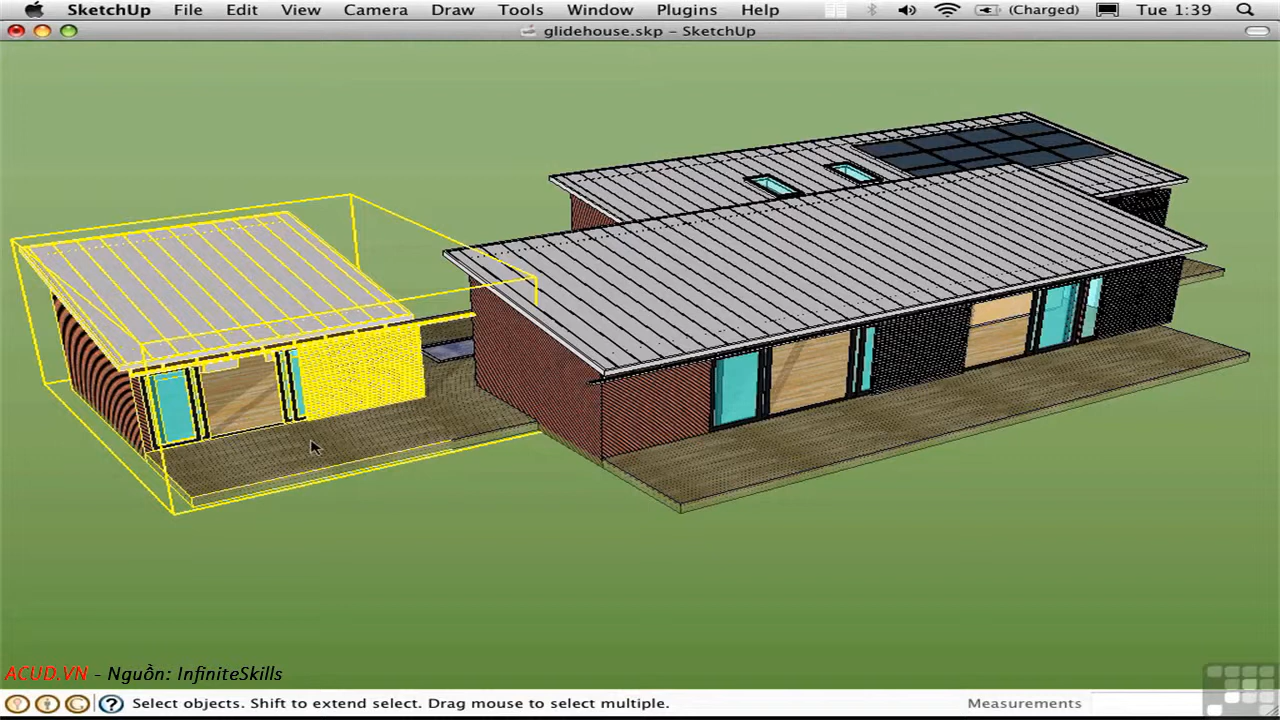 SketchUp File Edit View Camera Draw Tools Window Plugins Help (Charged) Tue 1:39
glidehouse.skp – SketchUp
ACUD.VN - Nguồn: InfiniteSkills
Select objects. Shift to extend select. Drag mouse to select multiple. Measurements